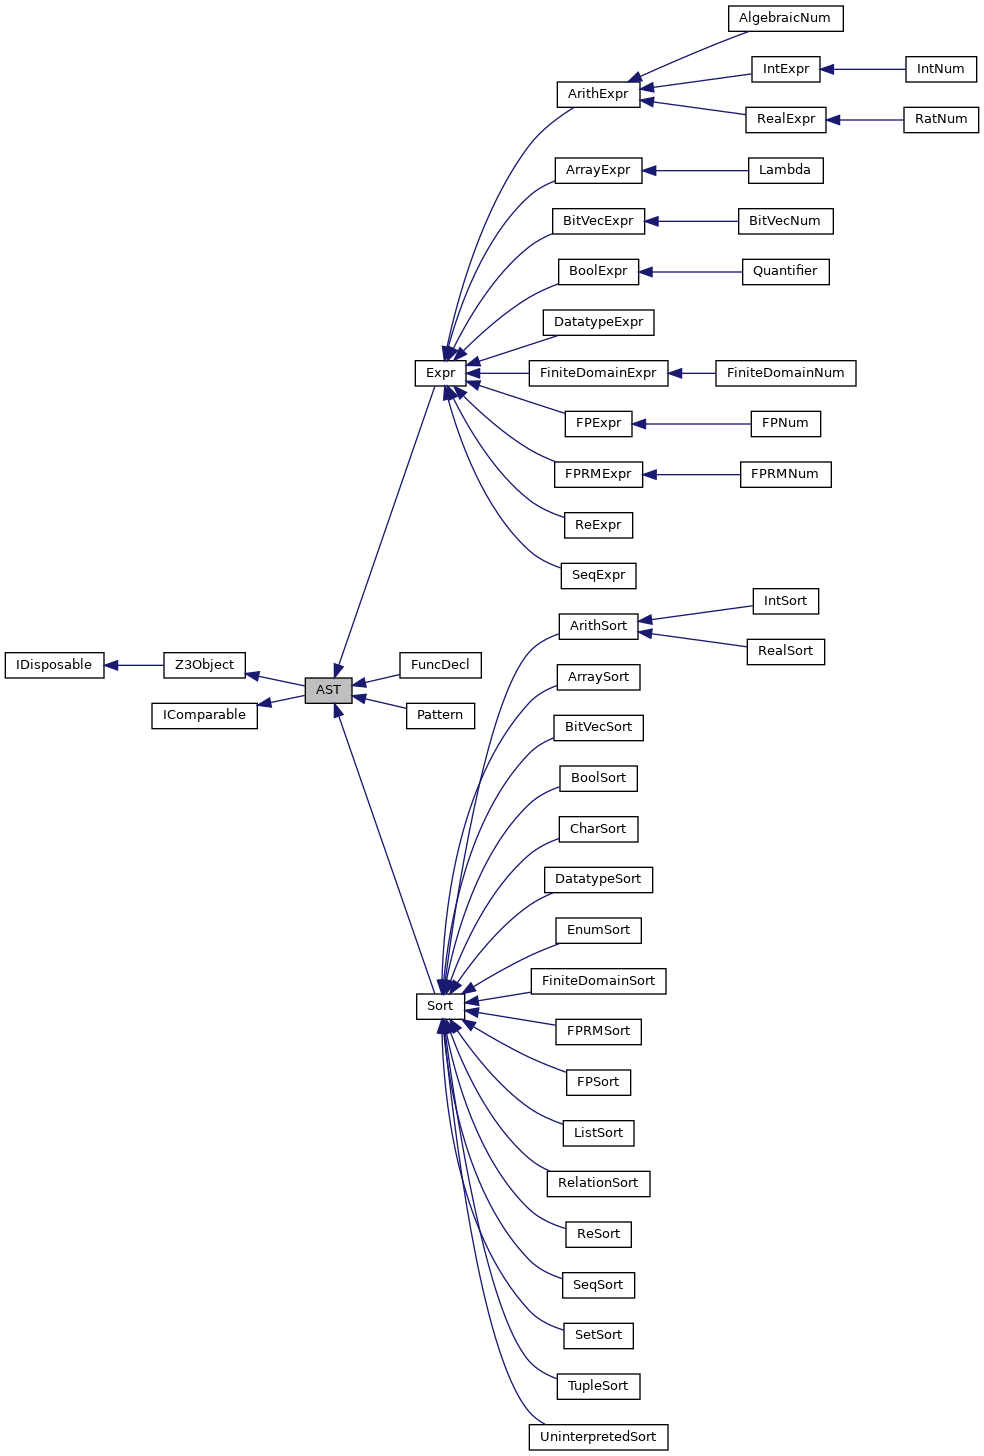 AlgebraicNum
IntExpr
IntNum
ArithExpr
RealExpr
RatNum
ArrayExpr
Lambda
BitVecExpr
BitVecNum
BoolExpr
Quantifier
DatatypeExpr
Expr
FiniteDomainExpr
FiniteDomainNum
FPExpr
FPNum
FPRMExpr
FPRMNum
ReExpr
SeqExpr
IntSort
ArithSort
RealSort
IDisposable
Z3Object
FuncDecl
ArraySort
AST
IComparable
Pattern
BitVecSort
BoolSort
CharSort
DatatypeSort
EnumSort
FiniteDomainSort
Sort
FPRMSort
FPSort
ListSort
RelationSort
ReSort
SeqSort
SetSort
TupleSort
UninterpretedSort